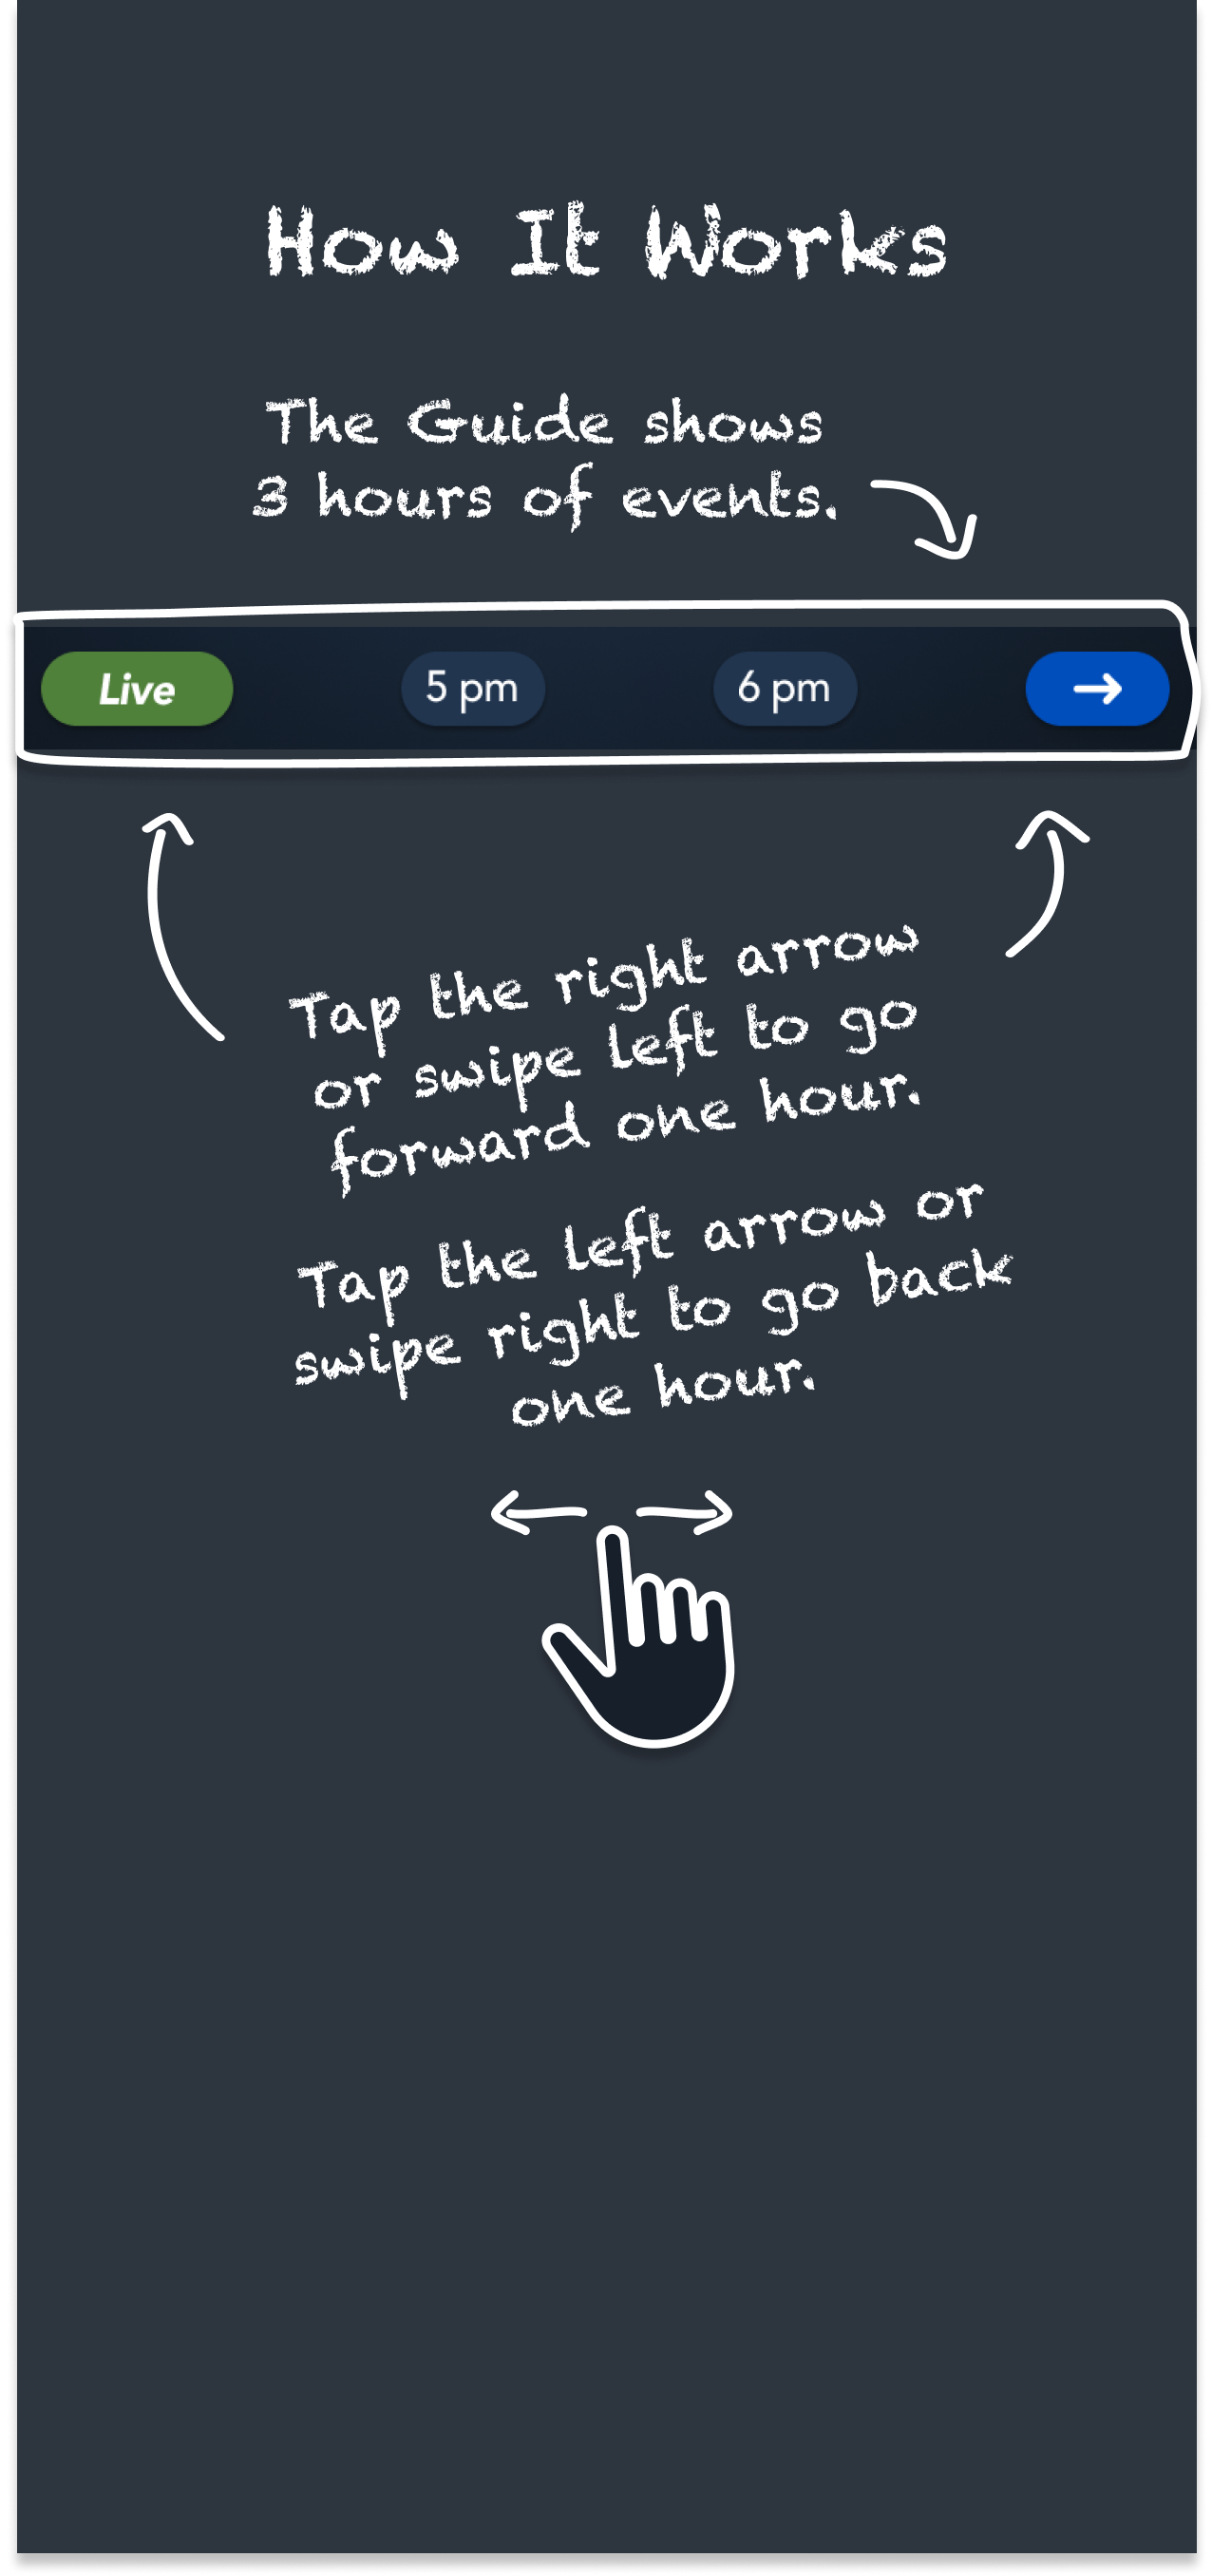 How It Works
The Guide shows
3 hours of events.
Live
5 pm
6 pm
Tap the right arrow
or swipe left to go
forward one hour.
Tap the left arrow or
swipe right to go back
one hour.